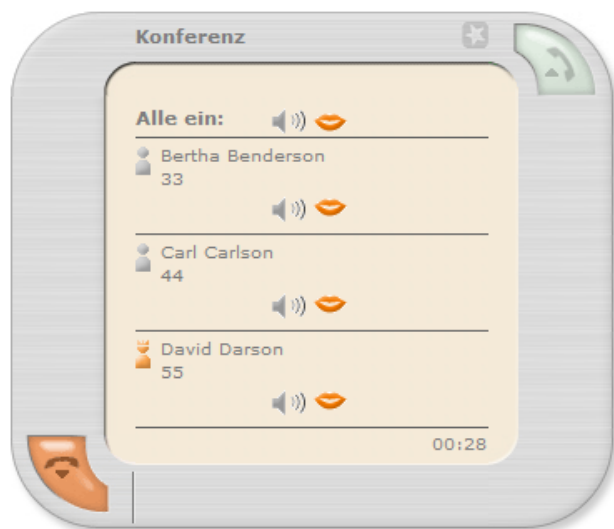 Konferenz
Alle ein:
Bertha Benderson
33
Carl Carlson
44
David Darson
55
00:28